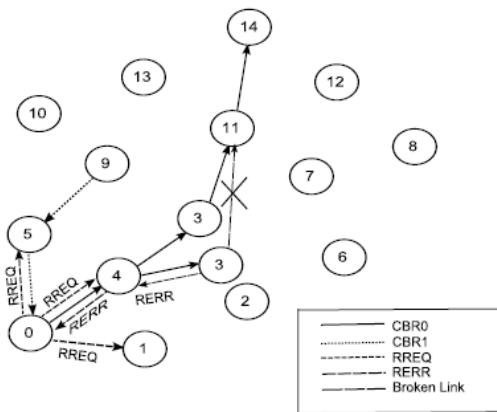 14
13
12
10
11
8
9
7
3
5
3
6
4
RREQ
RREQ
RERR
2
RERR
0
1
RREQ
CBR0
CBR1
RREQ
RERR
Broken Link